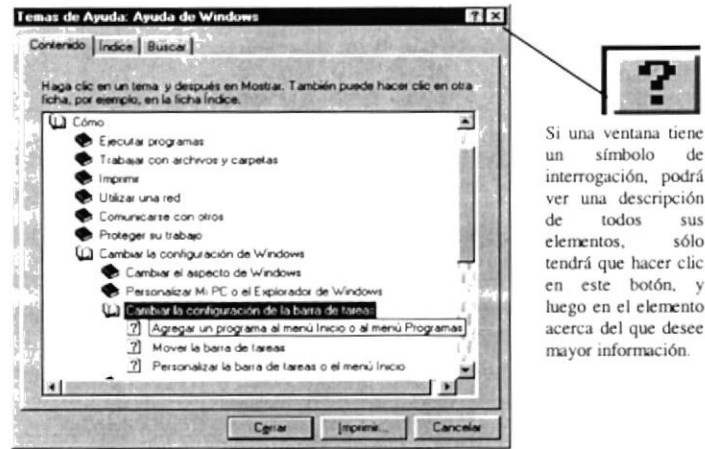 Temas de Ayuda: Ayuda de Windows
Contenido Índice Buscar
Haga clic en un tema y después en Mostrar. También puede hacer clic en otra
ficha, por ejemplo, en la ficha Índice.
Cómo
Ejecutar programas
Trabajar con archivos y carpetas
Imprimir
Utilizar una red
Comunicarse con otros
Proteger su trabajo
Cambiar la configuración de Windows
Cambiar el aspecto de Windows
Personalizar Mi PC o el Explorador de Windows
Cambiar la configuración de la barra de tareas
? Agregar un programa al menú Inicio o al menú Programas
? Mover la barra de tareas
? Personalizar la barra de tareas o el menú Inicio
Cerrar Imprimir... Cancelar
?
Si una ventana tiene
un símbolo de
interrogación, podrá
ver una descripción
de todos sus
elementos, sólo
tendrá que hacer clic
en este botón, y
luego en el elemento
acerca del que desee
mayor información.